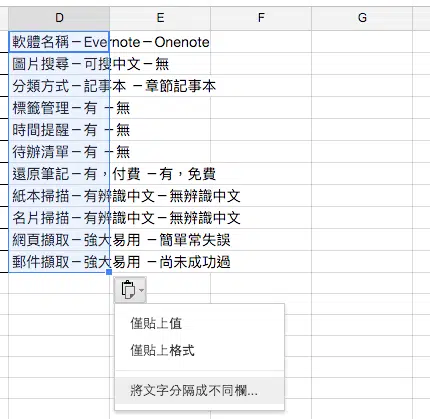 D E F G
軟體名稱－Evernote－Onenote
圖片搜尋－可搜中文－無
分類方式－記事本 －章節記事本
標籤管理－有 －無
時間提醒－有 －無
待辦清單－有 －無
還原筆記－有，付費 －有，免費
紙本掃描－有辨識中文－無辨識中文
名片掃描－有辨識中文－無辨識中文
網頁擷取－強大易用 －簡單常失誤
郵件擷取－強大易用 －尚未成功過
僅貼上值
僅貼上格式
將文字分隔成不同欄...